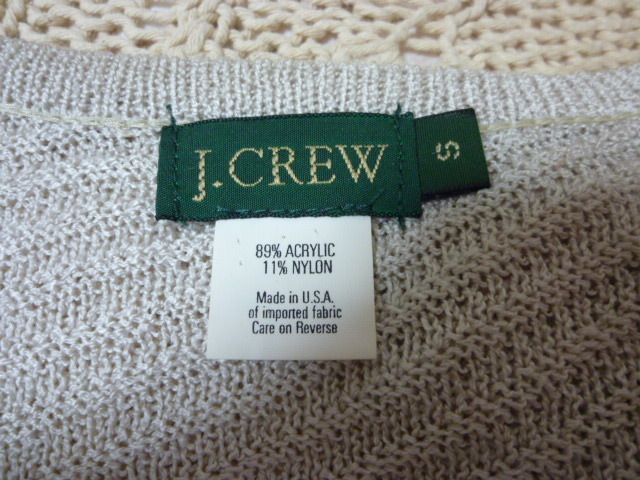 J.CREW
S
89% ACRYLIC
11% NYLON
Made in U.S.A.
of imported fabric
Care on Reverse